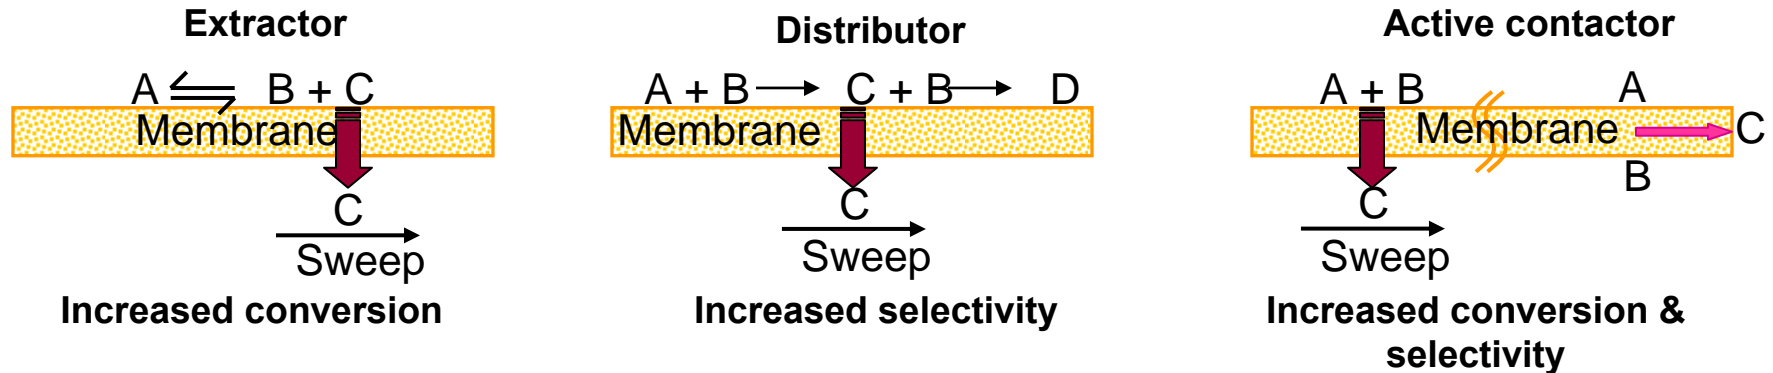 Extractor
A ⇌ B + C
Membrane
C
Sweep
Increased conversion
Distributor
A + B → C + B → D
Membrane
C
Sweep
Increased selectivity
Active contactor
A + B
A
Membrane
C
B
C
Sweep
Increased conversion &
selectivity